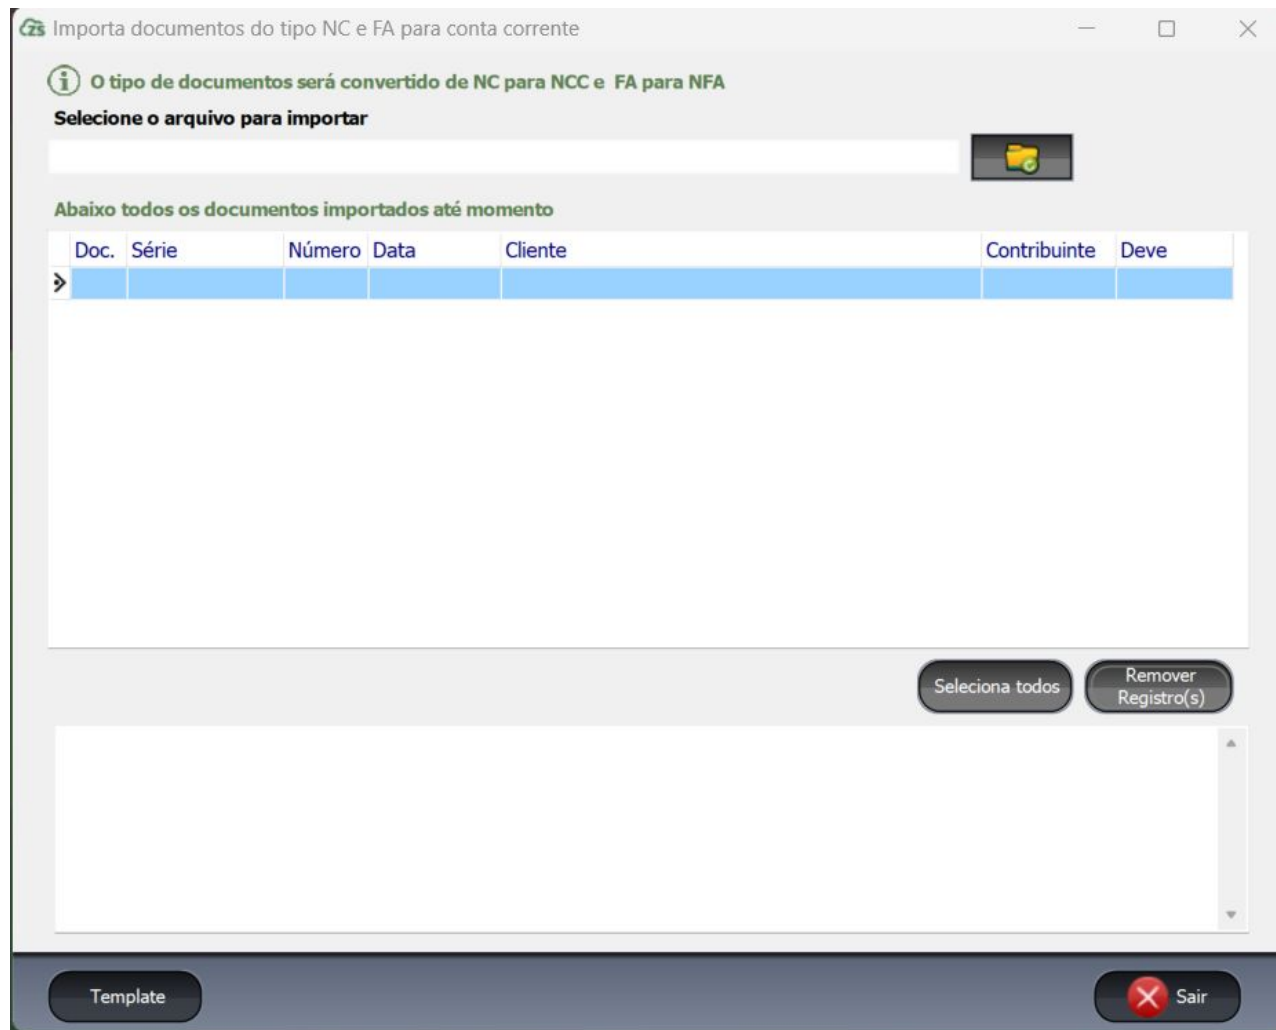 ZS Importa documentos do tipo NC e FA para conta corrente
O tipo de documentos será convertido de NC para NCC e FA para NFA
Selecione o arquivo para importar
Abaixo todos os documentos importados até momento
Doc. Série Número Data Cliente Contribuinte Deve
Seleciona todos
Remover
Registro(s)
Template
Sair